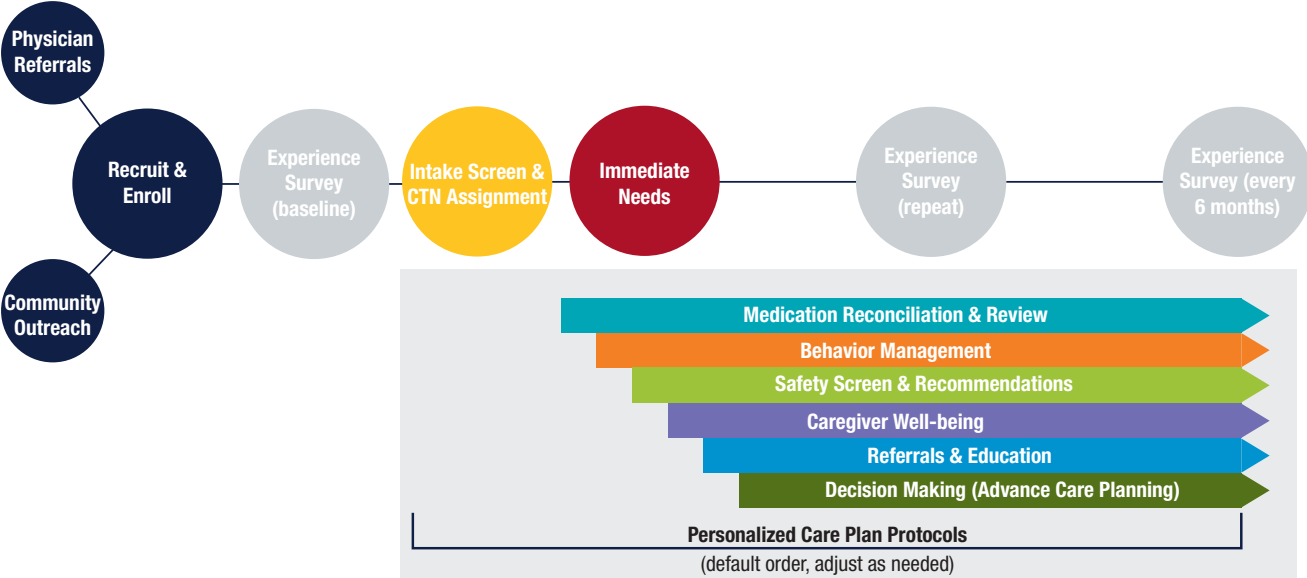 Physician
Referrals
Recruit &
Enroll
Community
Outreach
Experience
Survey
(baseline)
Intake Screen &
CTN Assignment
Immediate
Needs
Experience
Survey
(repeat)
Experience
Survey (every
6 months)
Medication Reconciliation & Review
Behavior Management
Safety Screen & Recommendations
Caregiver Well-being
Referrals & Education
Decision Making (Advance Care Planning)
Personalized Care Plan Protocols
(default order, adjust as needed)